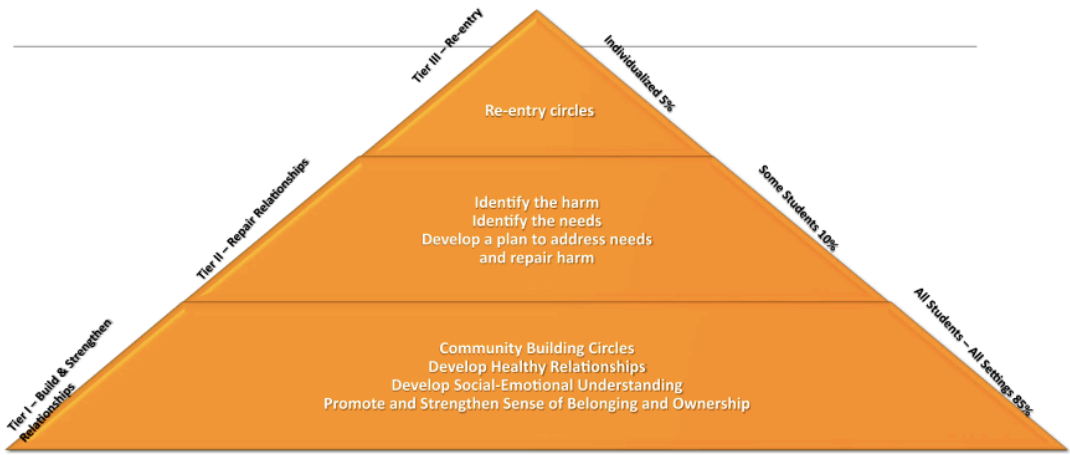 Tier III – Re-entry
Individualized 5%
Re-entry circles
Tier II – Repair Relationships
Some Students 10%
Identify the harm
Identify the needs
Develop a plan to address needs
and repair harm
Tier I – Build & Strengthen
Relationships
All Students – All Settings 85%
Community Building Circles
Develop Healthy Relationships
Develop Social-Emotional Understanding
Promote and Strengthen Sense of Belonging and Ownership